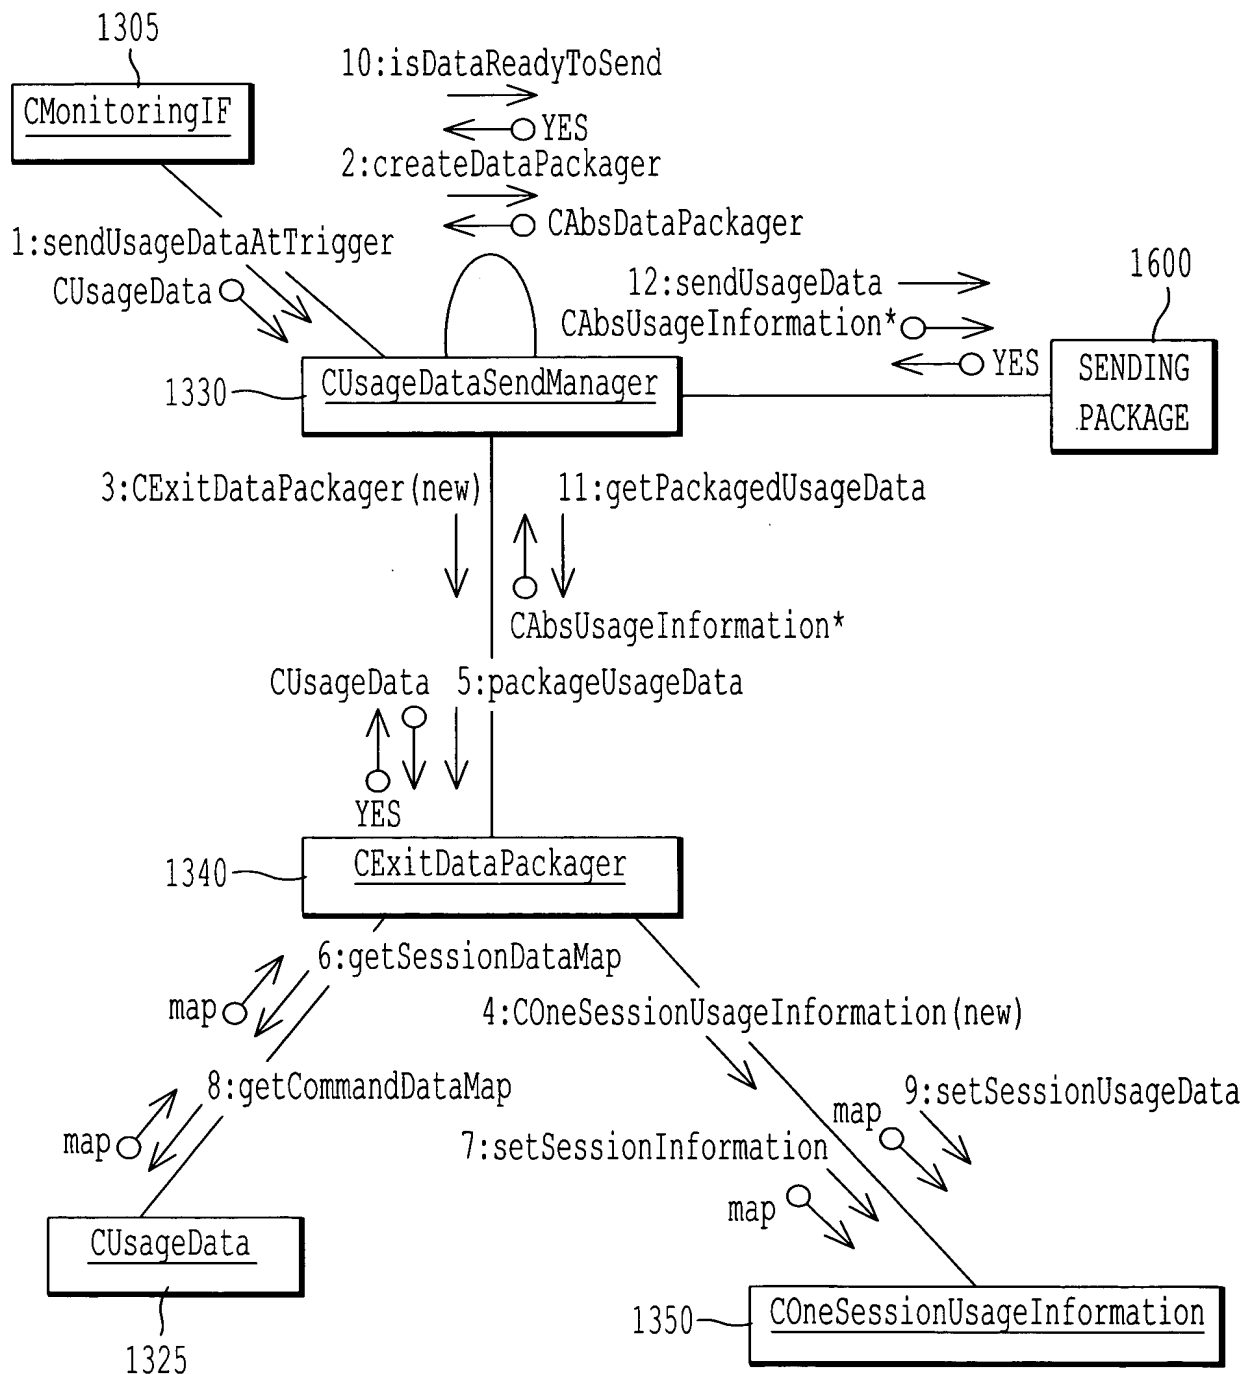 1305
CMonitoringIF
10:isDataReadyToSend
YES
2:createDataPackager
CAbsDataPackager
1:sendUsageDataAtTrigger
CUsageData
12:sendUsageData
CAbsUsageInformation*
YES
1600
SENDING
PACKAGE
1330
CUsageDataSendManager
3:CExitDataPackager(new)
11:getPackagedUsageData
CAbsUsageInformation*
CUsageData
5:packageUsageData
YES
1340
CExitDataPackager
6:getSessionDataMap
map
4:COneSessionUsageInformation(new)
8:getCommandDataMap
map
9:setSessionUsageData
map
7:setSessionInformation
map
CUsageData
1325
1350
COneSessionUsageInformation